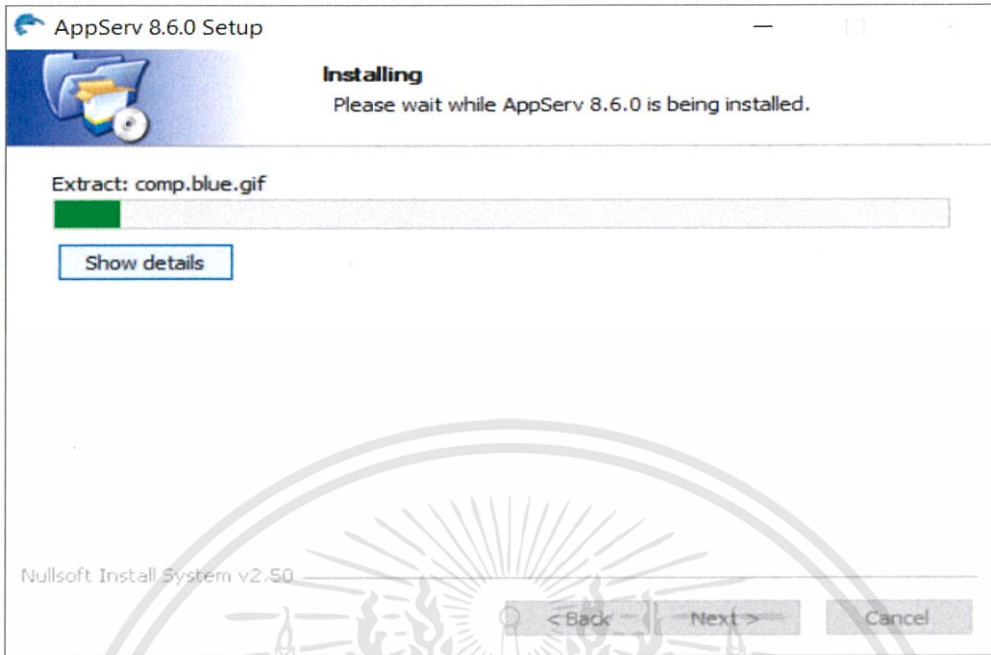 AppServ 8.6.0 Setup
Installing
Please wait while AppServ 8.6.0 is being installed.
Extract: comp.blue.gif
Show details
Nullsoft Install System v2.50
< Back Next > Cancel